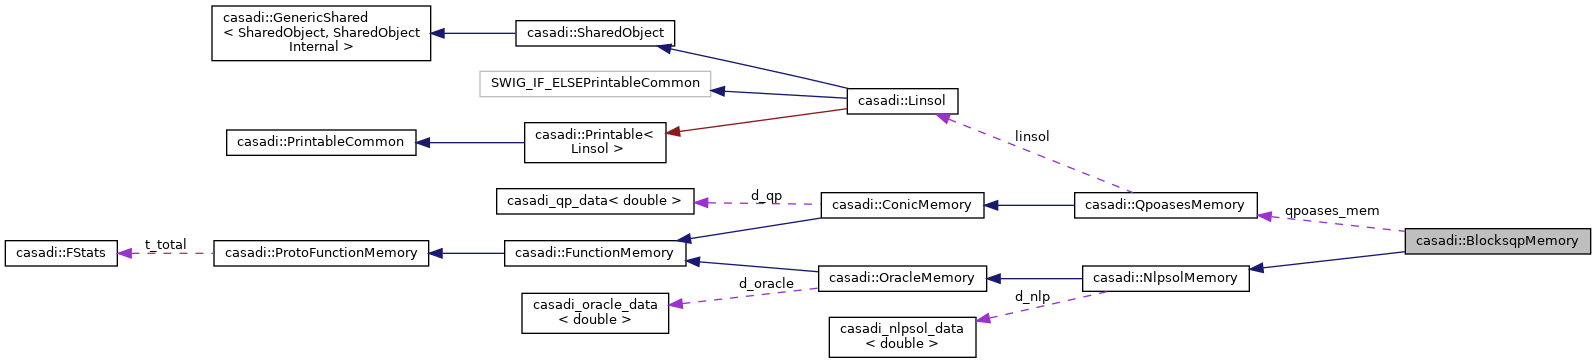 casadi::GenericShared
< SharedObject, SharedObject
Internal >
casadi::SharedObject
SWIG_IF_ELSEPrintableCommon
casadi::Linsol
casadi::Printable<
Linsol >
casadi::PrintableCommon
linsol
casadi_qp_data< double >
d_qp
casadi::ConicMemory
casadi::QpoasesMemory
qpoases_mem
casadi::BlocksqpMemory
casadi::FStats
t_total
casadi::ProtoFunctionMemory
casadi::FunctionMemory
casadi::OracleMemory
casadi::NlpsolMemory
d_oracle
d_nlp
casadi_oracle_data
< double >
casadi_nlpsol_data
< double >